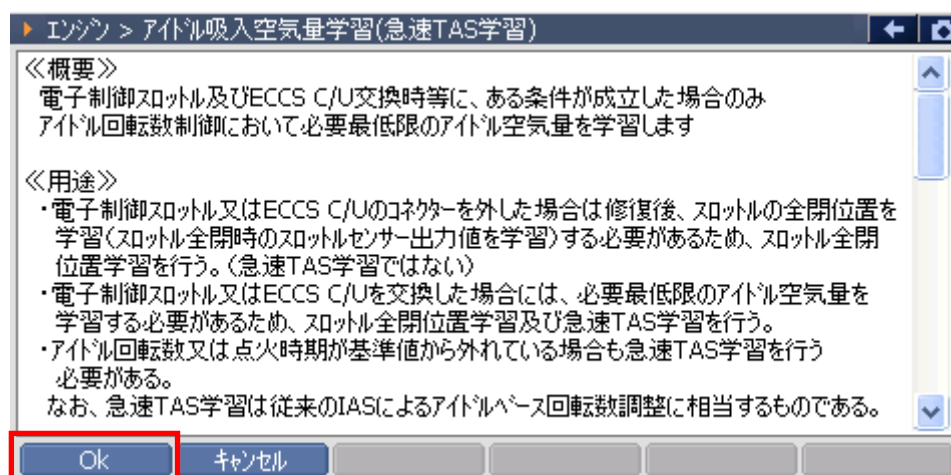 エンジン > アイドル吸入空気量学習(急速TAS学習)
≪概要≫
電子制御スロットル及びECCS C/U交換時等に、ある条件が成立した場合のみ
アイドル回転数制御において必要最低限のアイドル空気量を学習します
≪用途≫
・電子制御スロットル又はECCS C/Uのコネクターを外した場合は修復後、スロットルの全閉位置を
学習(スロットル全閉時のスロットルセンサー出力値を学習)する必要があるため、スロットル全閉
位置学習を行う。(急速TAS学習ではない)
・電子制御スロットル又はECCS C/Uを交換した場合には、必要最低限のアイドル空気量を
学習する必要があるため、スロットル全閉位置学習及び急速TAS学習を行う。
・アイドル回転数又は点火時期が基準値から外れている場合も急速TAS学習を行う
必要がある。
なお、急速TAS学習は従来のIASによるアイドルベース回転数調整に相当するものである。
Ok キャンセル